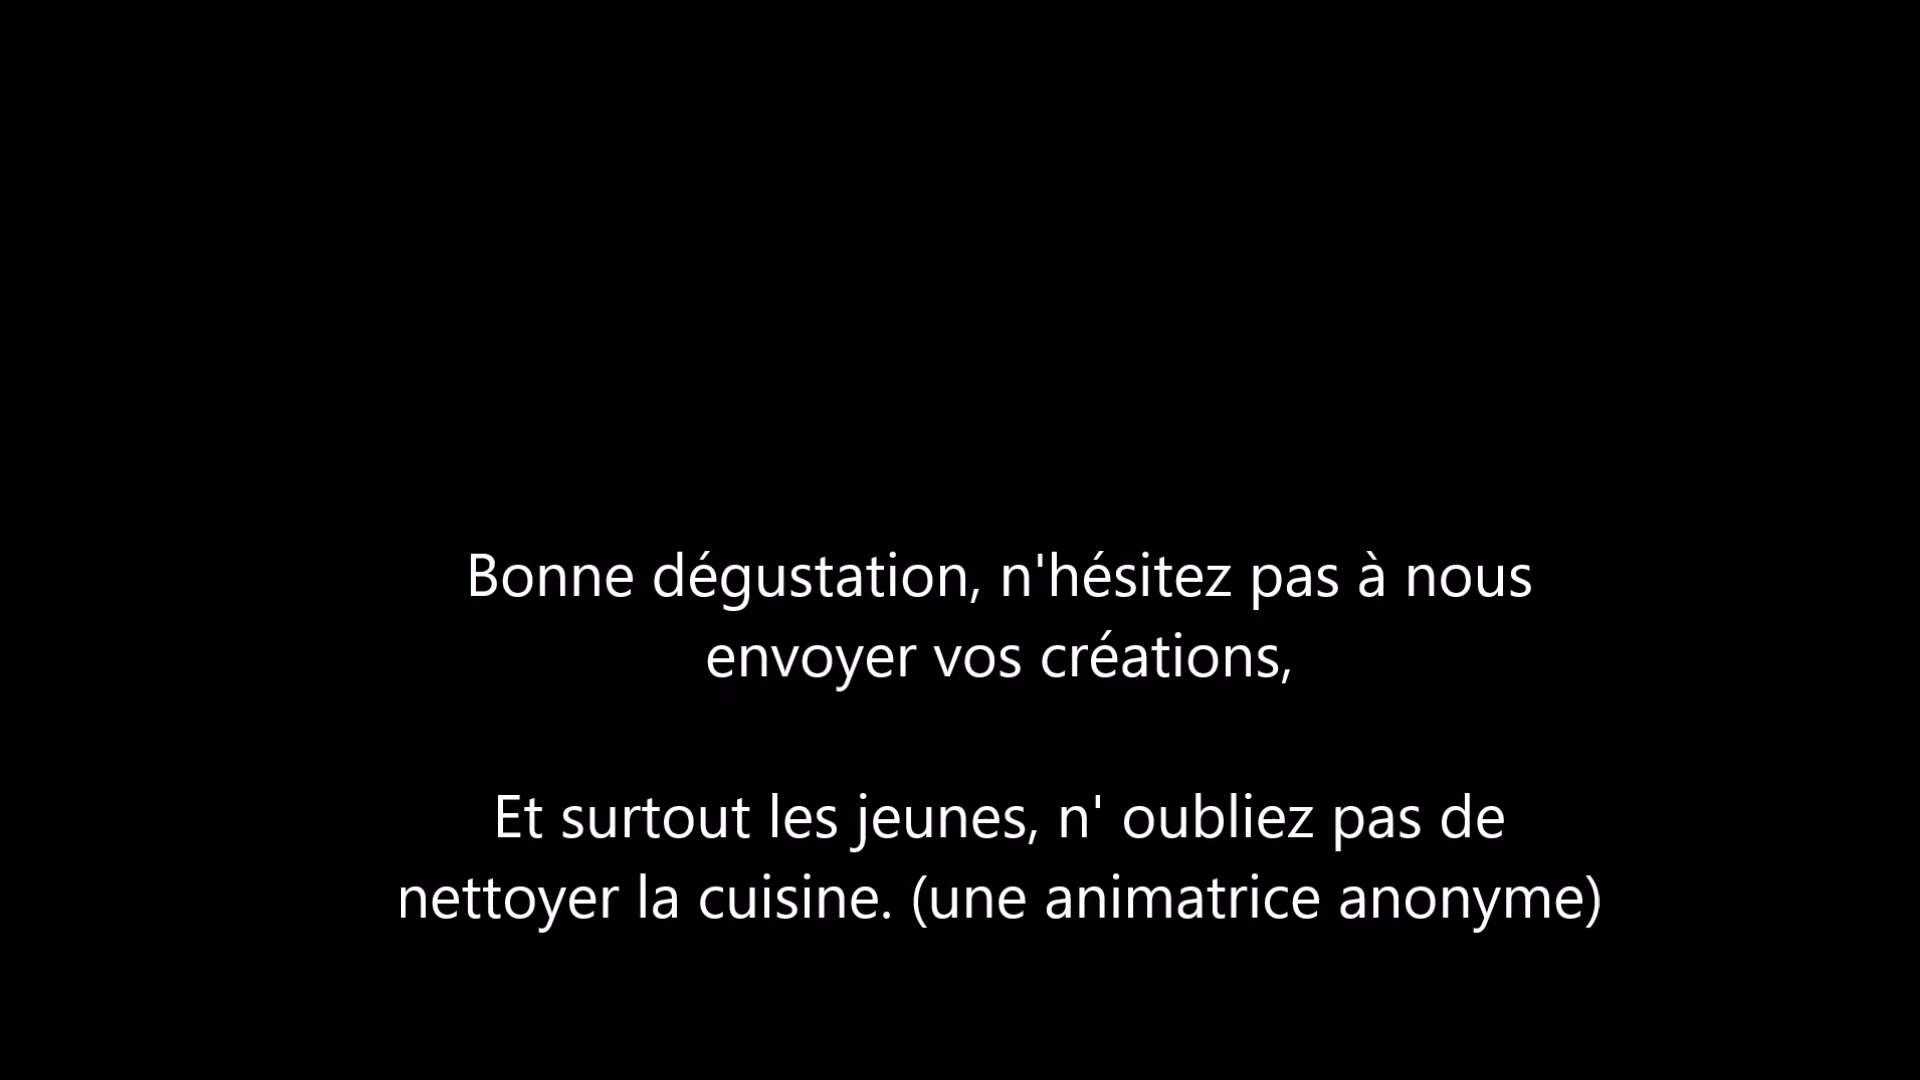 Bonne dégustation, n'hésitez pas à nous
envoyer vos créations,
Et surtout les jeunes, n' oubliez pas de
nettoyer la cuisine. (une animatrice anonyme)